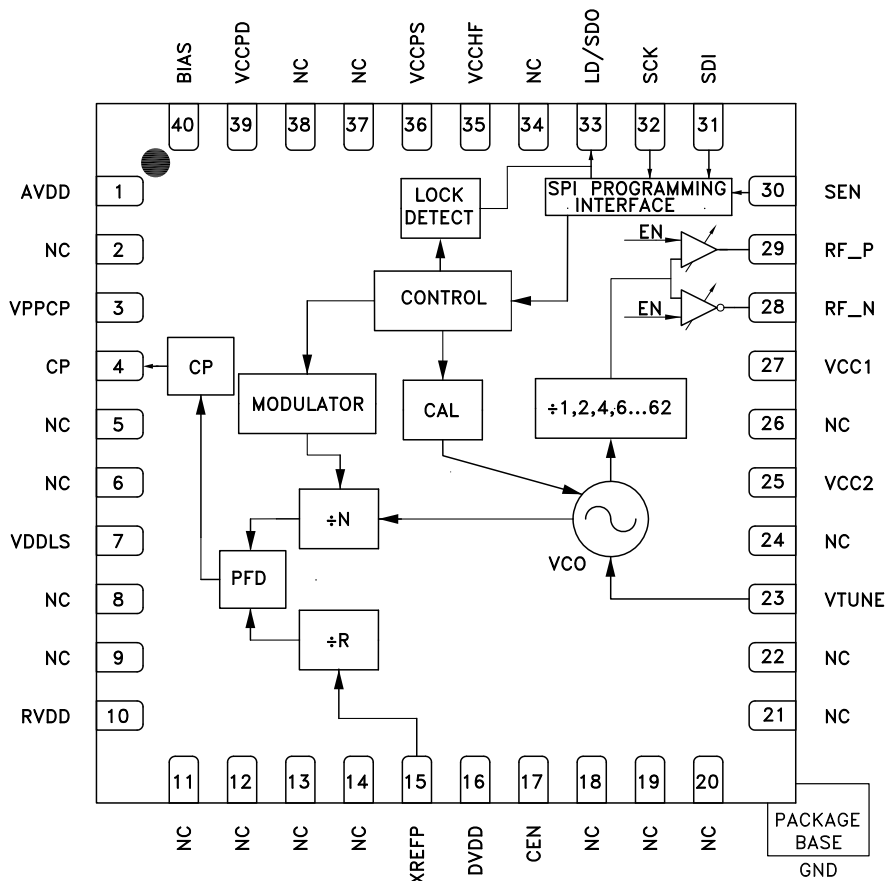 BIAS
VCCPD
NC
NC
VCCPS
VCCHF
NC
LD/SDO
SCK
SDI
40
39
38
37
36
35
34
33
32
31
AVDD
1
NC
2
VPPCP
3
CP
4
NC
5
NC
6
VDDLS
7
NC
8
NC
9
RVDD
10
LOCK
DETECT
SPI PROGRAMMING
INTERFACE
CONTROL
EN
EN
CP
MODULATOR
CAL
÷1,2,4,6...62
÷N
VCO
PFD
÷R
30
SEN
29
RF_P
28
RF_N
27
VCC1
26
NC
25
VCC2
24
NC
23
VTUNE
22
NC
21
NC
11
12
13
14
15
16
17
18
19
20
NC
NC
NC
NC
XREFP
DVDD
CEN
NC
NC
NC
PACKAGE
BASE
GND